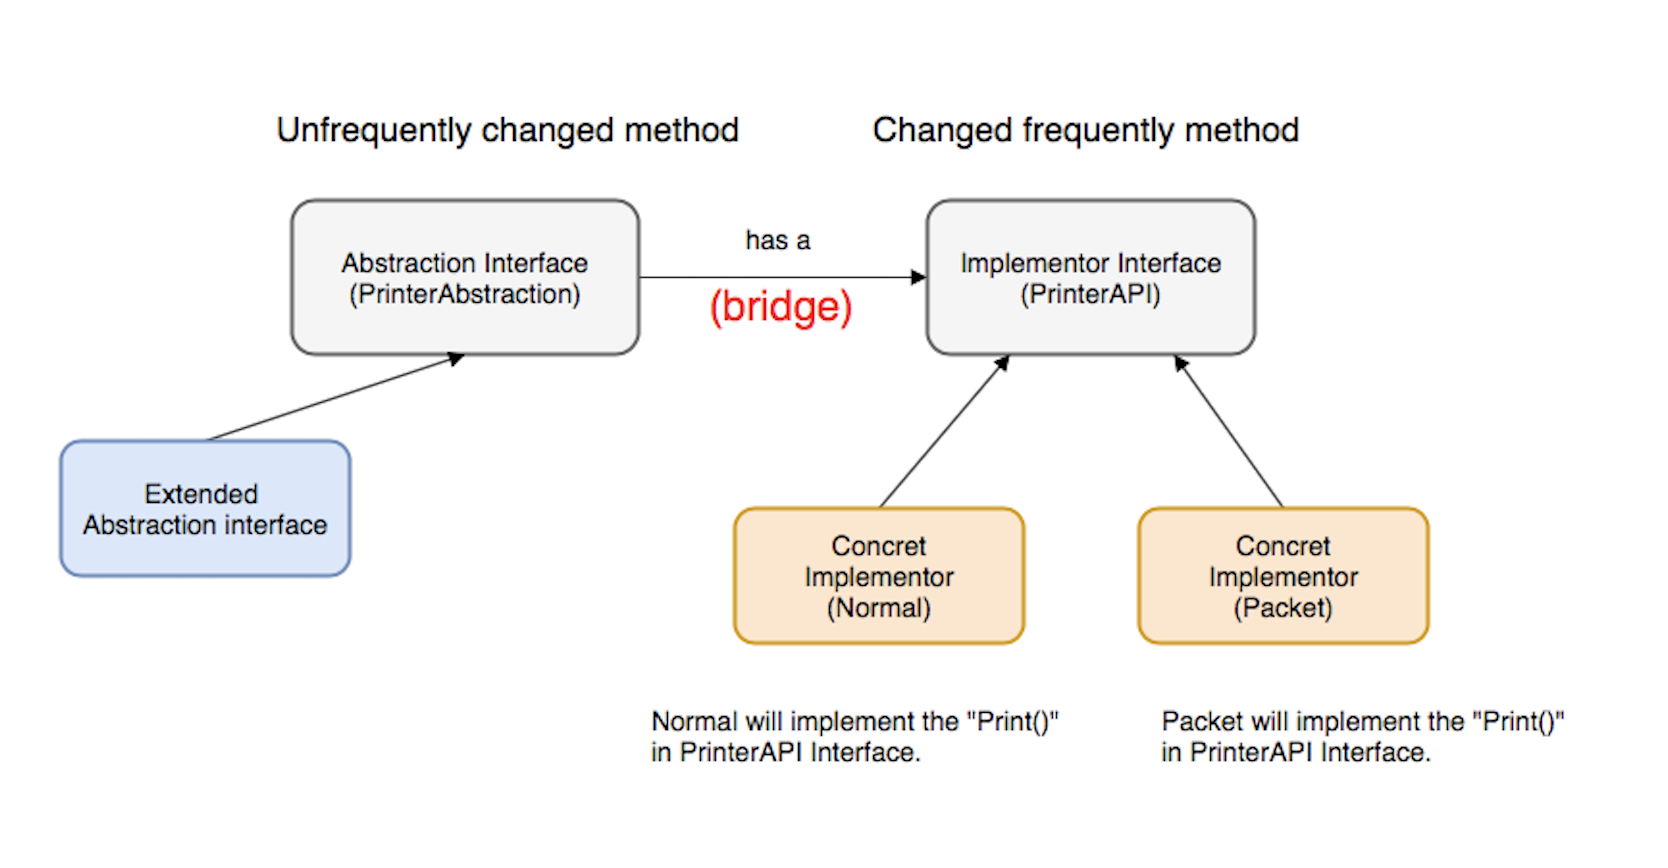 Unfrequently changed method
Changed frequently method
Abstraction Interface
(PrinterAbstraction)
has a
(bridge)
Implementor Interface
(PrinterAPI)
Extended
Abstraction interface
Concret
Implementor
(Normal)
Concret
Implementor
(Packet)
Normal will implement the "Print()"
in PrinterAPI Interface.
Packet will implement the "Print()"
in PrinterAPI Interface.